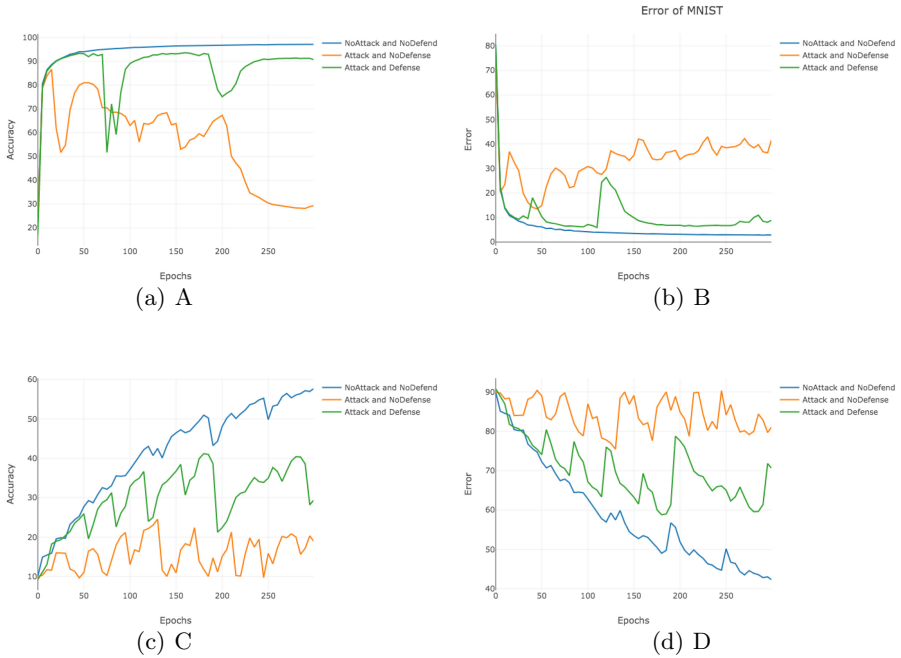 Error of MNIST
100
90
80
70
60
50
40
30
20
0
50
100
150
200
250
Accuracy
Epochs
NoAttack and NoDefend
Attack and NoDefense
Attack and Defense
(a) A
80
70
60
50
40
30
20
10
0
0
50
100
150
200
250
Error
Epochs
NoAttack and NoDefend
Attack and NoDefense
Attack and Defense
(b) B
60
50
40
30
20
10
0
50
100
150
200
250
Accuracy
Epochs
NoAttack and NoDefend
Attack and NoDefense
Attack and Defense
(c) C
90
80
70
60
50
40
0
50
100
150
200
250
Error
Epochs
NoAttack and NoDefend
Attack and NoDefense
Attack and Defense
(d) D